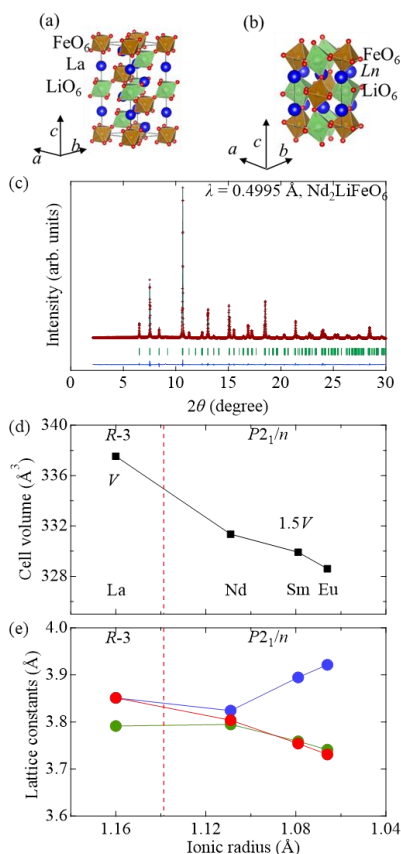 (a)
FeO6
La
LiO6
c
a
b
(b)
FeO6
Ln
LiO6
c
a
b
(c)
λ = 0.4995 Å, Nd2LiFeO6
Intensity (arb. units)
0 5 10 15 20 25 30
2θ (degree)
(d)
340
R-3
P21/n
337
V
334
1.5V
331
328
La
Nd
Sm
Eu
Cell volume (Å3)
(e)
4.0
R-3
P21/n
3.9
3.8
3.7
3.6
Lattice constants (Å)
1.16 1.12 1.08 1.04
Ionic radius (Å)